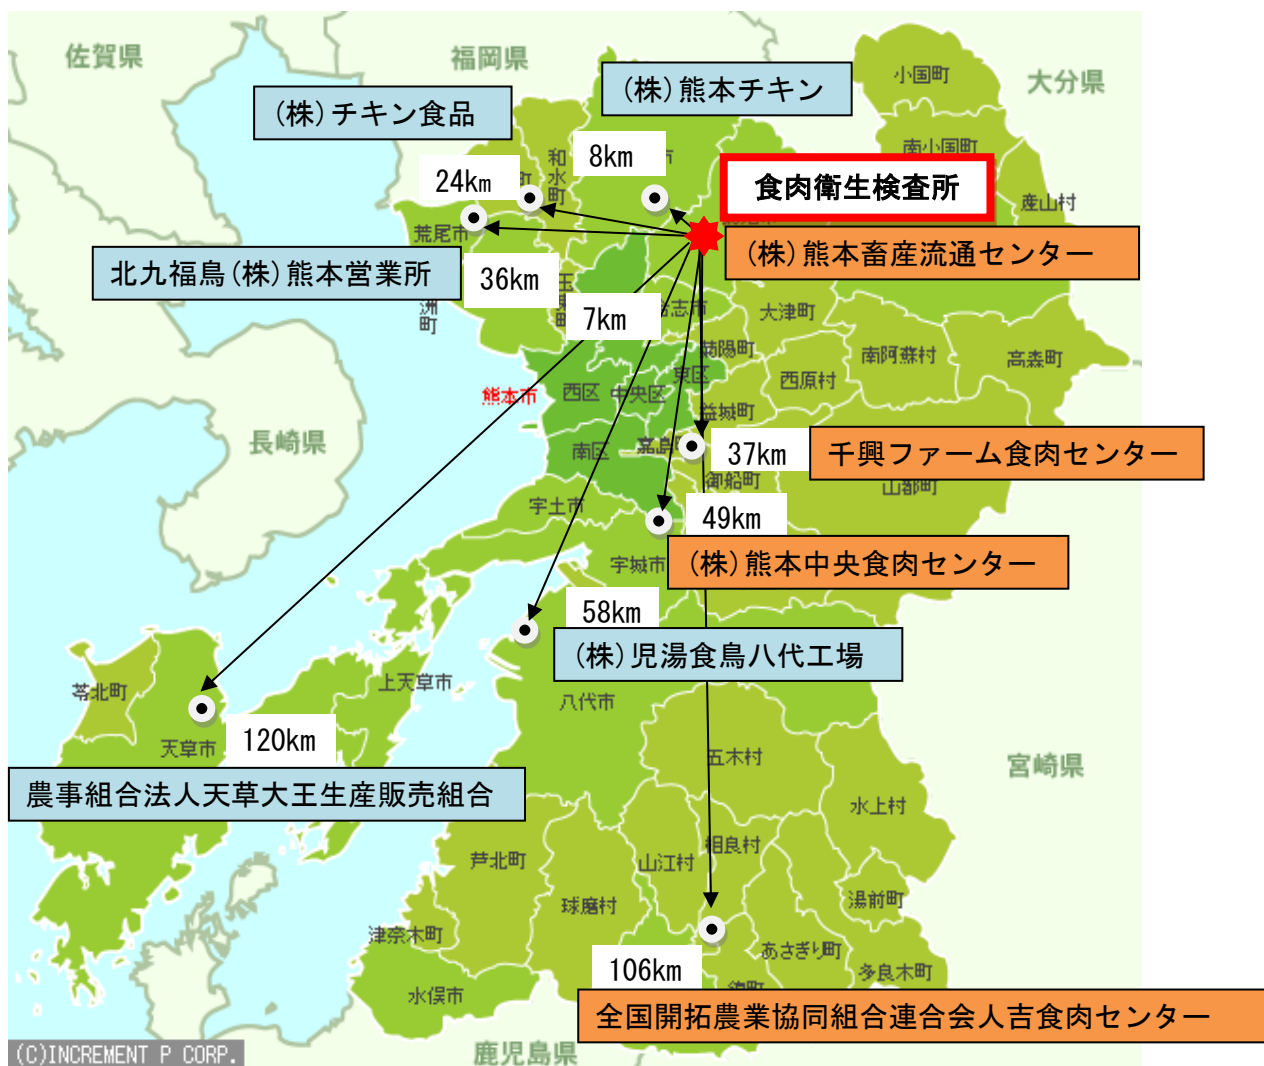 佐賀県
福岡県
大分県
小国町
(株)熊本チキン
(株)チキン食品
南小国町
和水町
8km
食肉衛生検査所
24km
産山村
荒尾市
(株)熊本畜産流通センター
北九福鳥(株)熊本営業所
36km
7km
大津町
菊陽町
南阿蘇村
高森町
熊本市
西区
中央区
東区
西原村
益城町
長崎県
南区
37km
千興ファーム食肉センター
御船町
山都町
宇土市
49km
宇城市
(株)熊本中央食肉センター
58km
(株)児湯食鳥八代工場
苓北町
上天草市
八代市
天草市
120km
五木村
宮崎県
農事組合法人天草大王生産販売組合
水上村
芦北町
山江村
相良村
球磨村
湯前町
津奈木町
あさぎり町
多良木町
106km
水俣市
全国開拓農業協同組合連合会人吉食肉センター
鹿児島県
(C)INCREMENT P CORP.